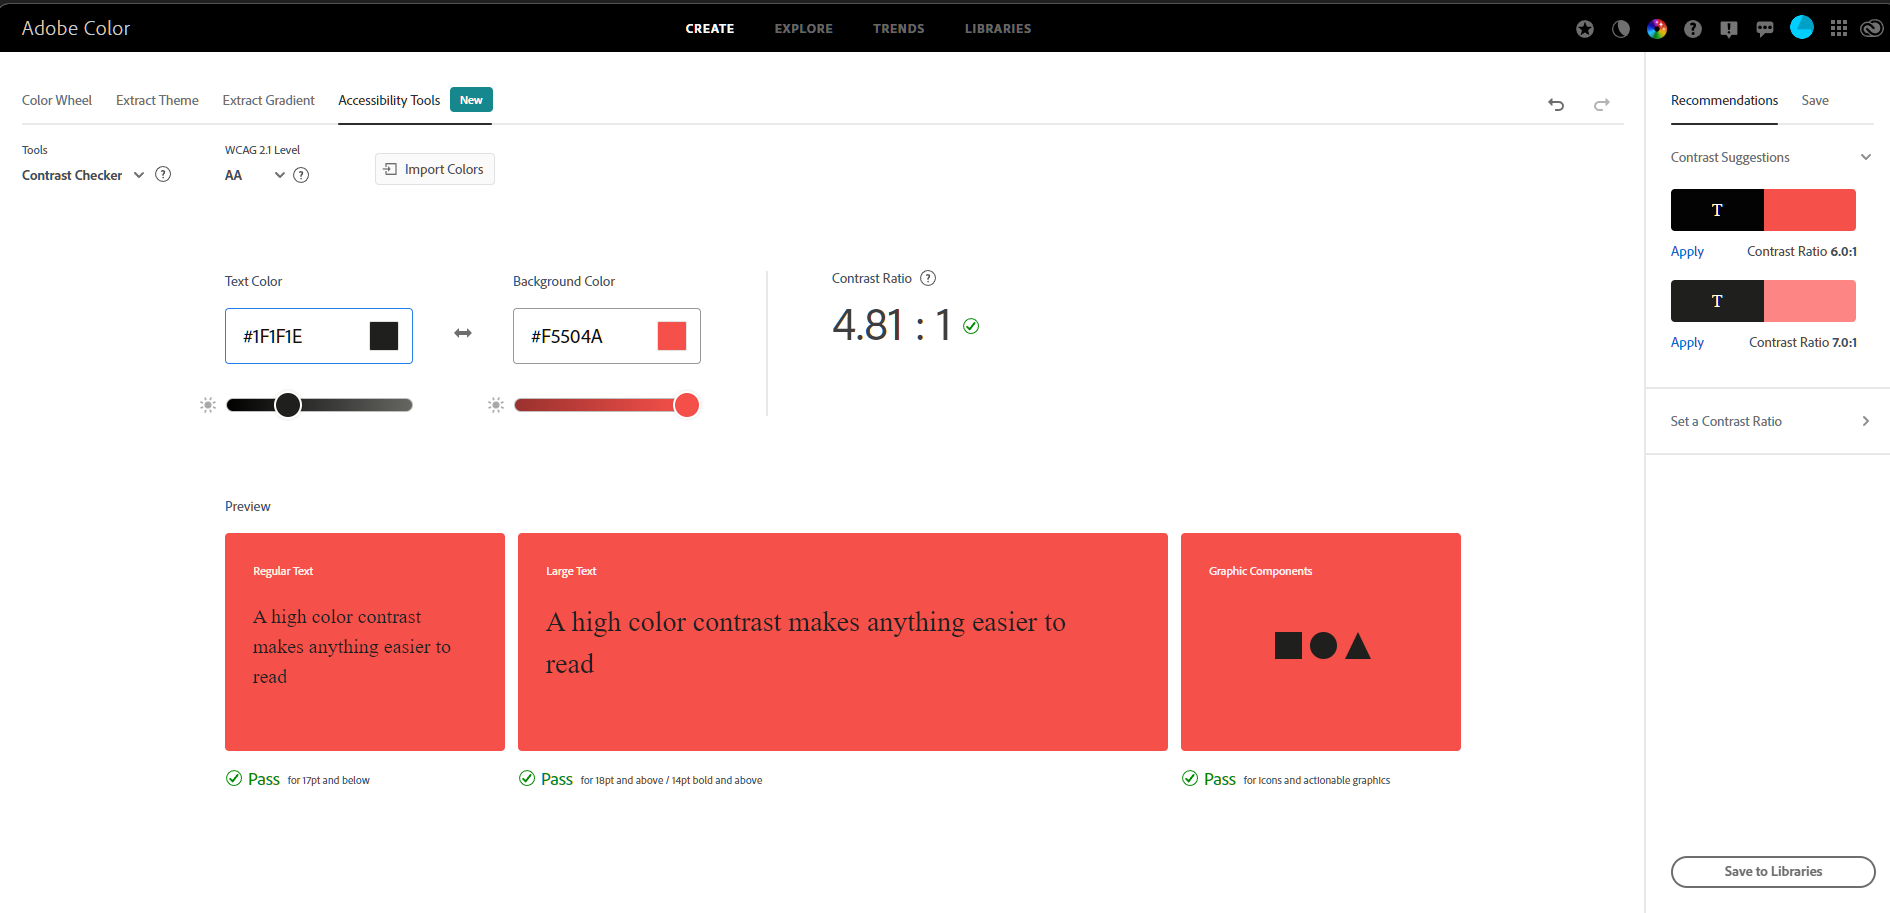 Adobe Color
CREATE
EXPLORE
TRENDS
LIBRARIES
Color Wheel
Extract Theme
Extract Gradient
Accessibility Tools
New
Recommendations
Save
Tools
Contrast Checker
WCAG 2.1 Level
AA
Import Colors
Contrast Suggestions
T
Apply
Contrast Ratio 6.0:1
T
Apply
Contrast Ratio 7.0:1
Set a Contrast Ratio
Text Color
#1F1F1E
Background Color
#F5504A
Contrast Ratio
4.81 : 1
Preview
Regular Text
A high color contrast
makes anything easier to
read
Large Text
A high color contrast makes anything easier to
read
Graphic Components
Pass for 17pt and below
Pass for 18pt and above / 14pt bold and above
Pass for icons and actionable graphics
Save to Libraries